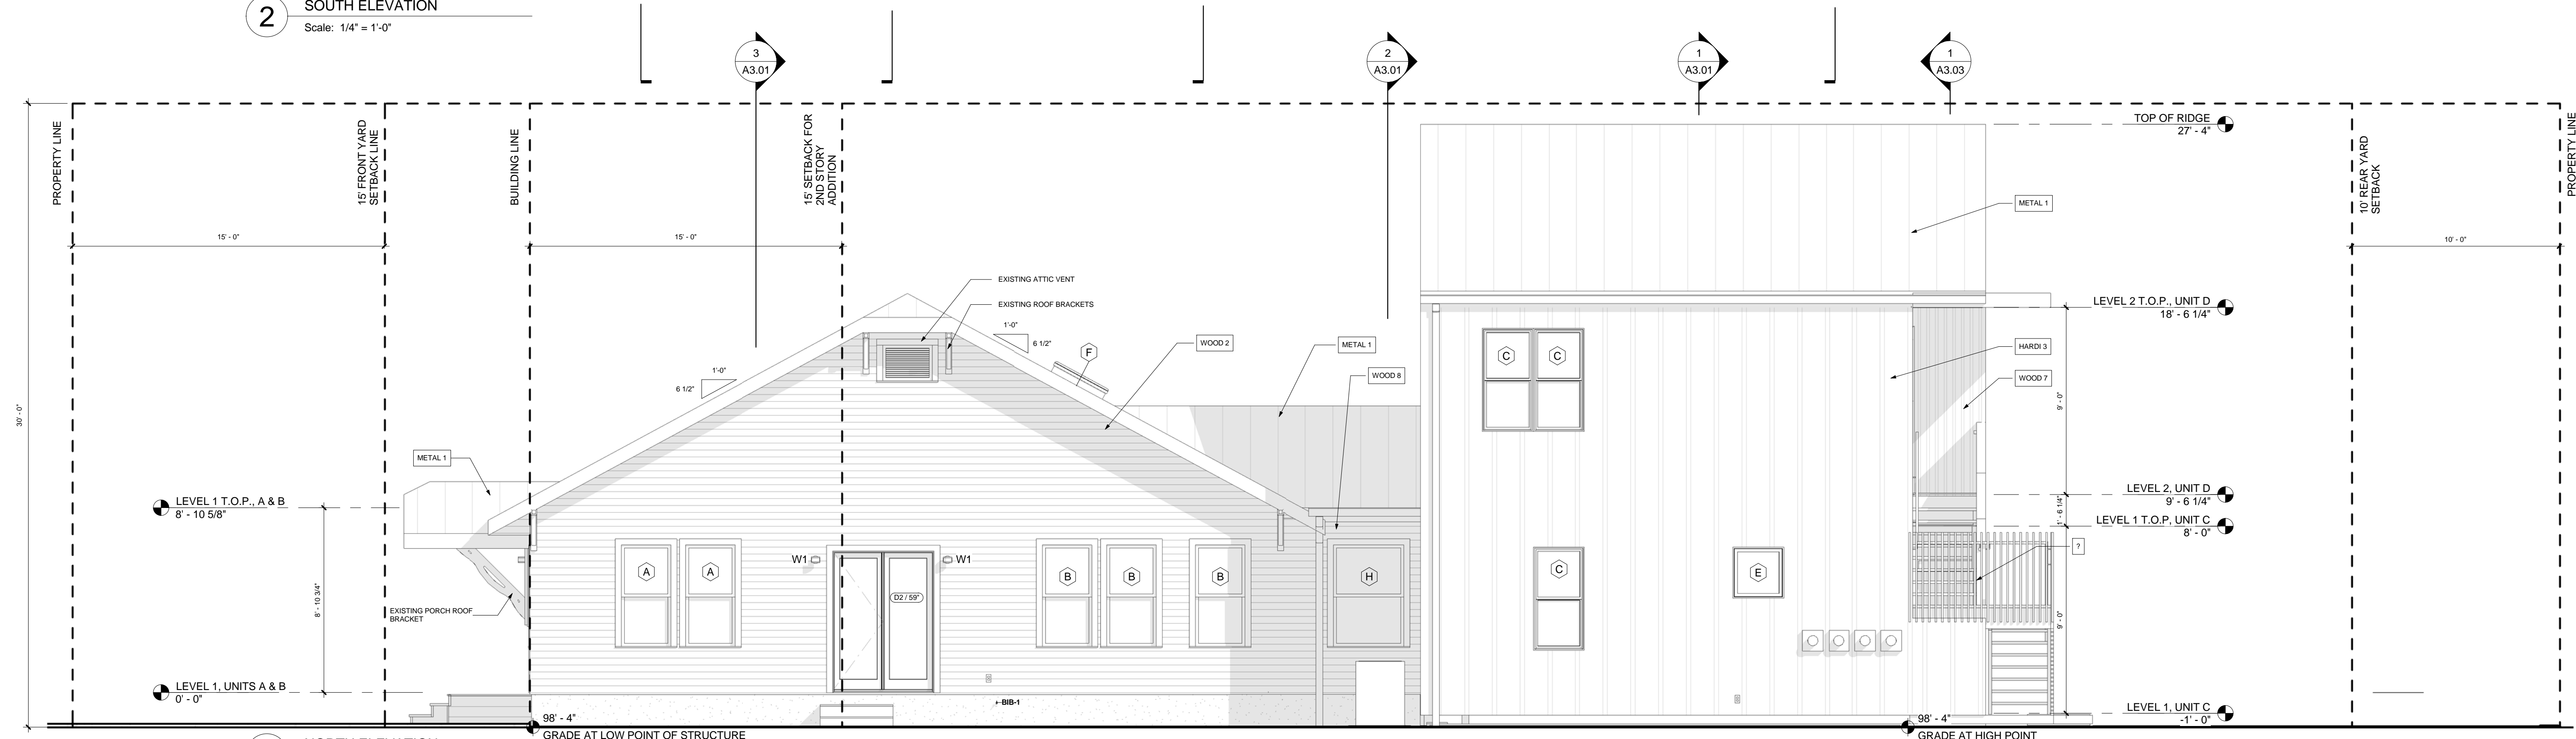 2
SOUTH ELEVATION
Scale: 1/4" = 1'-0"
3
A3.01
2
A3.01
1
A3.01
1
A3.03
PROPERTY LINE
15' FRONT YARD
SETBACK LINE
BUILDING LINE
15' SETBACK FOR
2ND STORY
ADDITION
10' REAR YARD
SETBACK
PROPERTY LINE
TOP OF RIDGE
27' - 4"
METAL 1
15' - 0"
15' - 0"
10' - 0"
EXISTING ATTIC VENT
EXISTING ROOF BRACKETS
LEVEL 2 T.O.P., UNIT D
18' - 6 1/4"
1'-0"
6 1/2"
WOOD 2
METAL 1
F
C
C
HARDI 3
1'-0"
6 1/2"
WOOD 8
WOOD 7
30' - 0"
9' - 0"
METAL 1
LEVEL 1 T.O.P., A & B
8' - 10 5/8"
LEVEL 2, UNIT D
9' - 6 1/4"
1' - 6 1/4"
LEVEL 1 T.O.P, UNIT C
8' - 0"
?
W1
W1
A
A
B
B
B
H
C
E
D2 / 59"
8' - 10 3/4"
EXISTING PORCH ROOF
BRACKET
9' - 0"
LEVEL 1, UNITS A & B
0' - 0"
BIB-1
LEVEL 1, UNIT C
-1' - 0"
98' - 4"
GRADE AT LOW POINT OF STRUCTURE
98' - 4"
GRADE AT HIGH POINT
NORTH ELEVATION